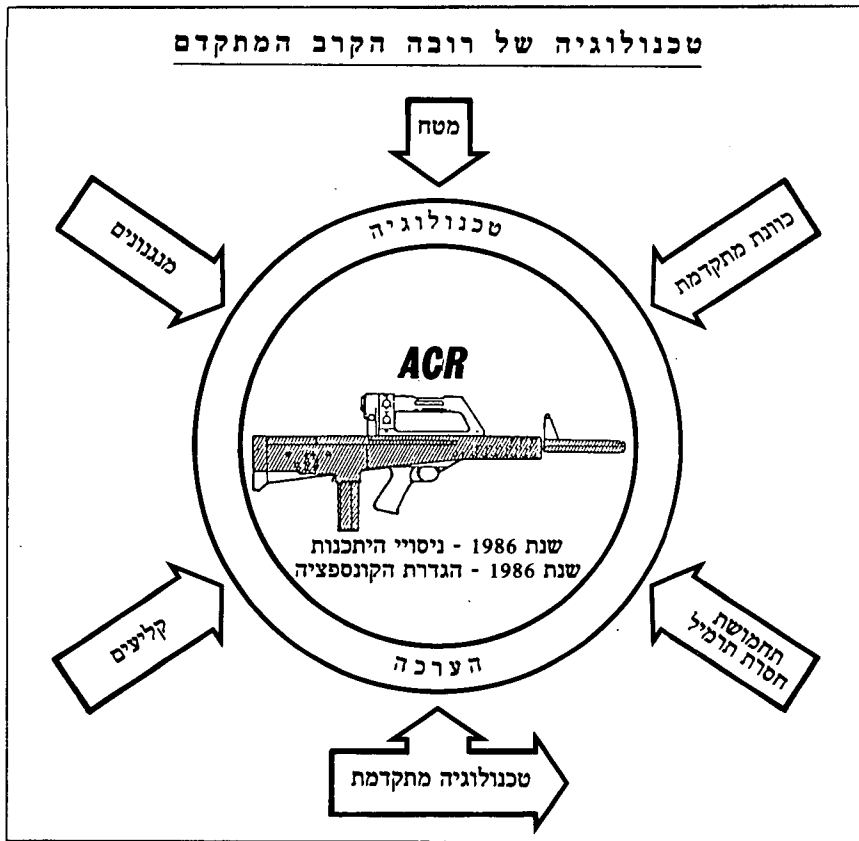 טכנולוגיה של רובה הקרב המתקדם
מטח
כוונת מתקדמת
מנגנונים
טכנולוגיה
ACR
שנת 1986 - ניסויי היתכנות
שנת 1986 - הגדרת הקונספציה
תחמושת
חסרת תרמיל
קליעים
הערכה
טכנולוגיה מתקדמת